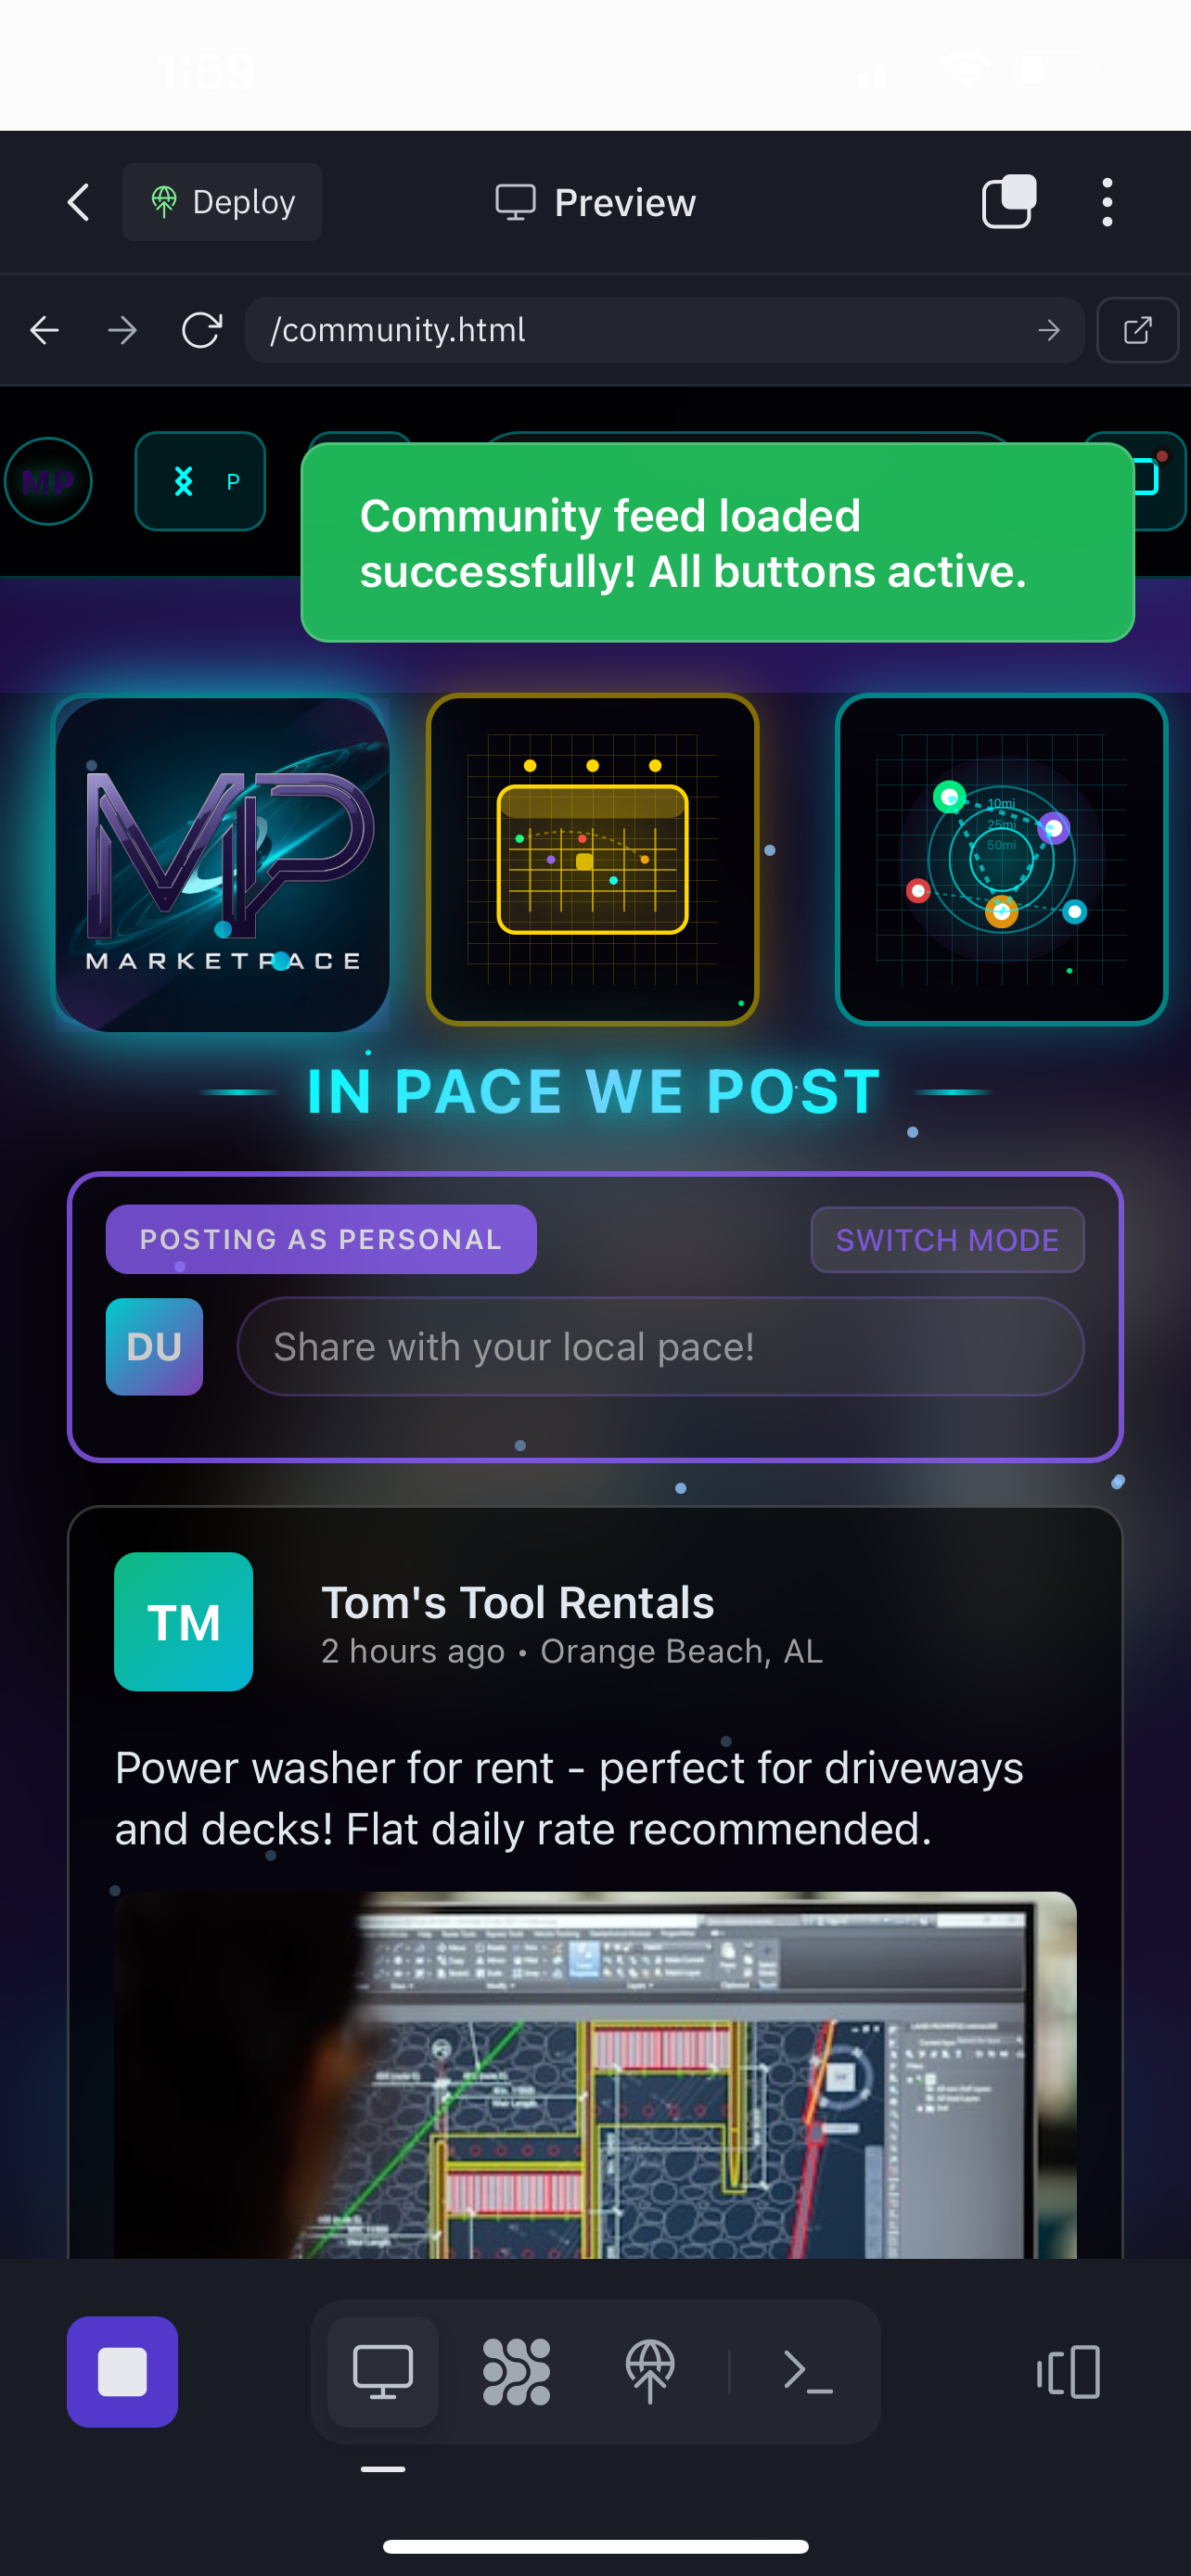 1:59
Deploy
Preview
/community.html
MP
P
Community feed loaded
successfully! All buttons active.
MP
MARKETPACE
10mi
25mi
50mi
IN PACE WE POST
POSTING AS PERSONAL
SWITCH MODE
DU
Share with your local pace!
TM
Tom's Tool Rentals
2 hours ago • Orange Beach, AL
Power washer for rent - perfect for driveways
and decks! Flat daily rate recommended.